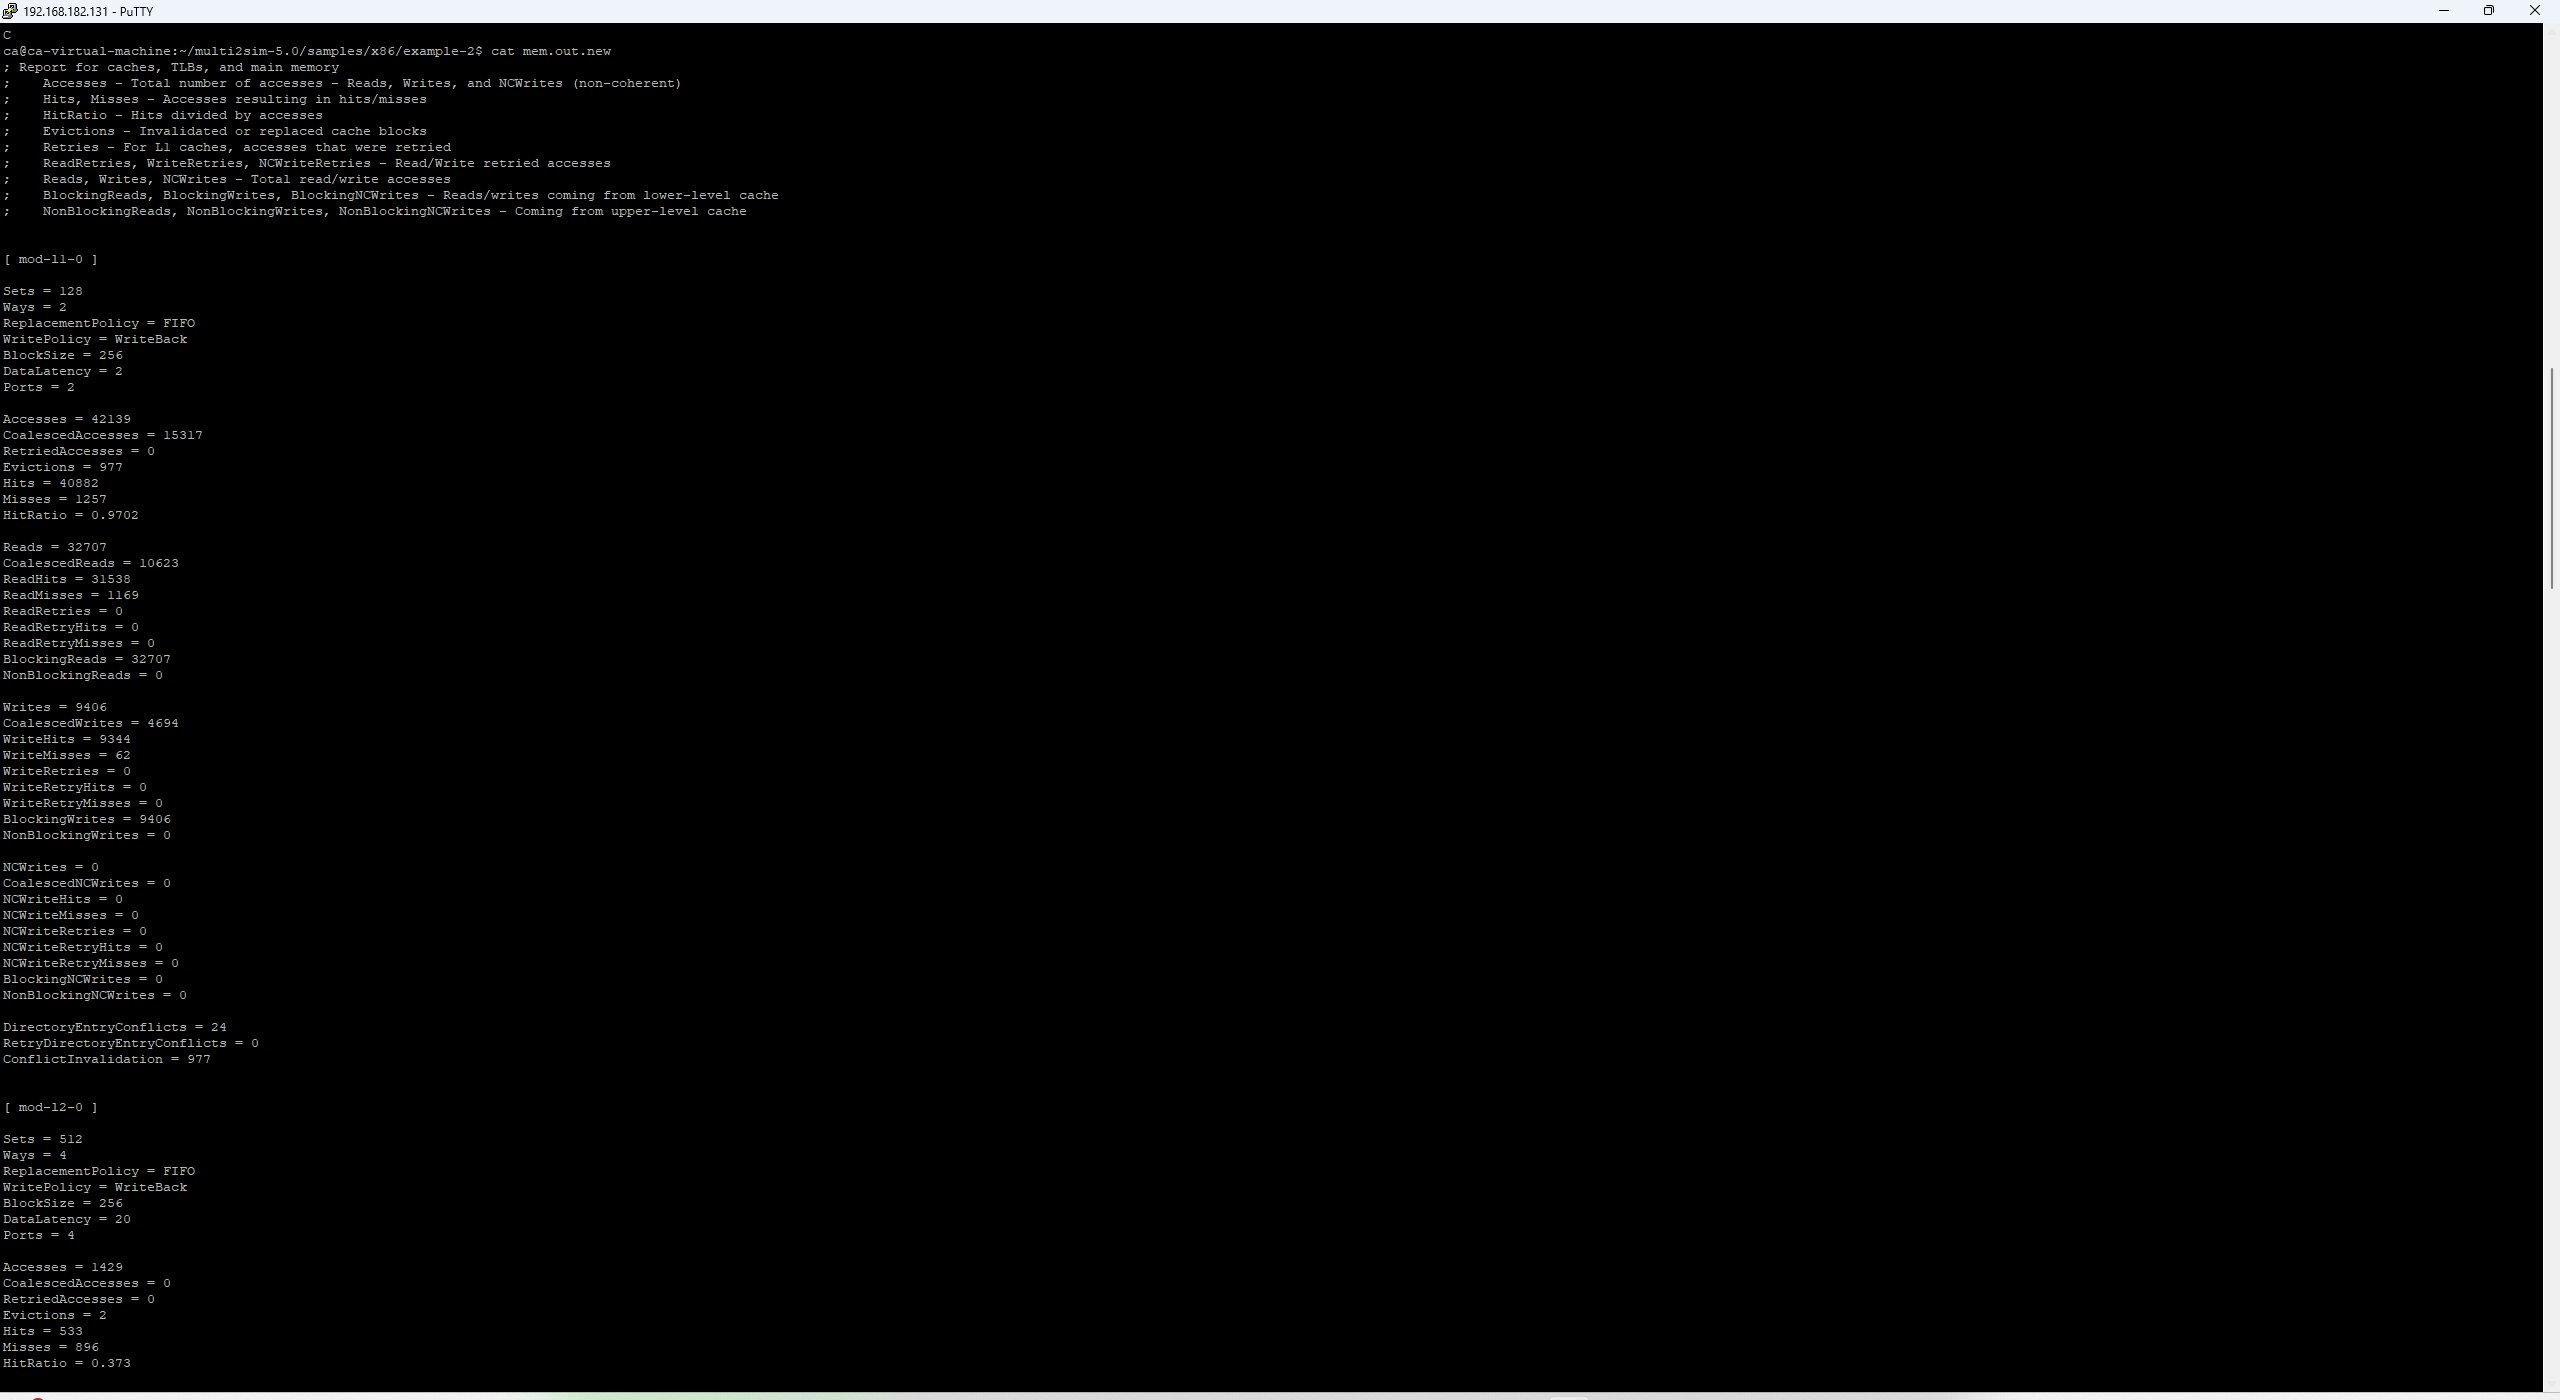 192.168.182.131 - PuTTY
C
ca@ca-virtual-machine:~/multi2sim-5.0/samples/x86/example-2$ cat mem.out.new
; Report for caches, TLBs, and main memory
;    Accesses - Total number of accesses - Reads, Writes, and NCWrites (non-coherent)
;    Hits, Misses - Accesses resulting in hits/misses
;    HitRatio - Hits divided by accesses
;    Evictions - Invalidated or replaced cache blocks
;    Retries - For L1 caches, accesses that were retried
;    ReadRetries, WriteRetries, NCWriteRetries - Read/Write retried accesses
;    Reads, Writes, NCWrites - Total read/write accesses
;    BlockingReads, BlockingWrites, BlockingNCWrites - Reads/writes coming from lower-level cache
;    NonBlockingReads, NonBlockingWrites, NonBlockingNCWrites - Coming from upper-level cache
[ mod-l1-0 ]
Sets = 128
Ways = 2
ReplacementPolicy = FIFO
WritePolicy = WriteBack
BlockSize = 256
DataLatency = 2
Ports = 2
Accesses = 42139
CoalescedAccesses = 15317
RetriedAccesses = 0
Evictions = 977
Hits = 40882
Misses = 1257
HitRatio = 0.9702
Reads = 32707
CoalescedReads = 10623
ReadHits = 31538
ReadMisses = 1169
ReadRetries = 0
ReadRetryHits = 0
ReadRetryMisses = 0
BlockingReads = 32707
NonBlockingReads = 0
Writes = 9406
CoalescedWrites = 4694
WriteHits = 9344
WriteMisses = 62
WriteRetries = 0
WriteRetryHits = 0
WriteRetryMisses = 0
BlockingWrites = 9406
NonBlockingWrites = 0
NCWrites = 0
CoalescedNCWrites = 0
NCWriteHits = 0
NCWriteMisses = 0
NCWriteRetries = 0
NCWriteRetryHits = 0
NCWriteRetryMisses = 0
BlockingNCWrites = 0
NonBlockingNCWrites = 0
DirectoryEntryConflicts = 24
RetryDirectoryEntryConflicts = 0
ConflictInvalidation = 977
[ mod-l2-0 ]
Sets = 512
Ways = 4
ReplacementPolicy = FIFO
WritePolicy = WriteBack
BlockSize = 256
DataLatency = 20
Ports = 4
Accesses = 1429
CoalescedAccesses = 0
RetriedAccesses = 0
Evictions = 2
Hits = 533
Misses = 896
HitRatio = 0.373